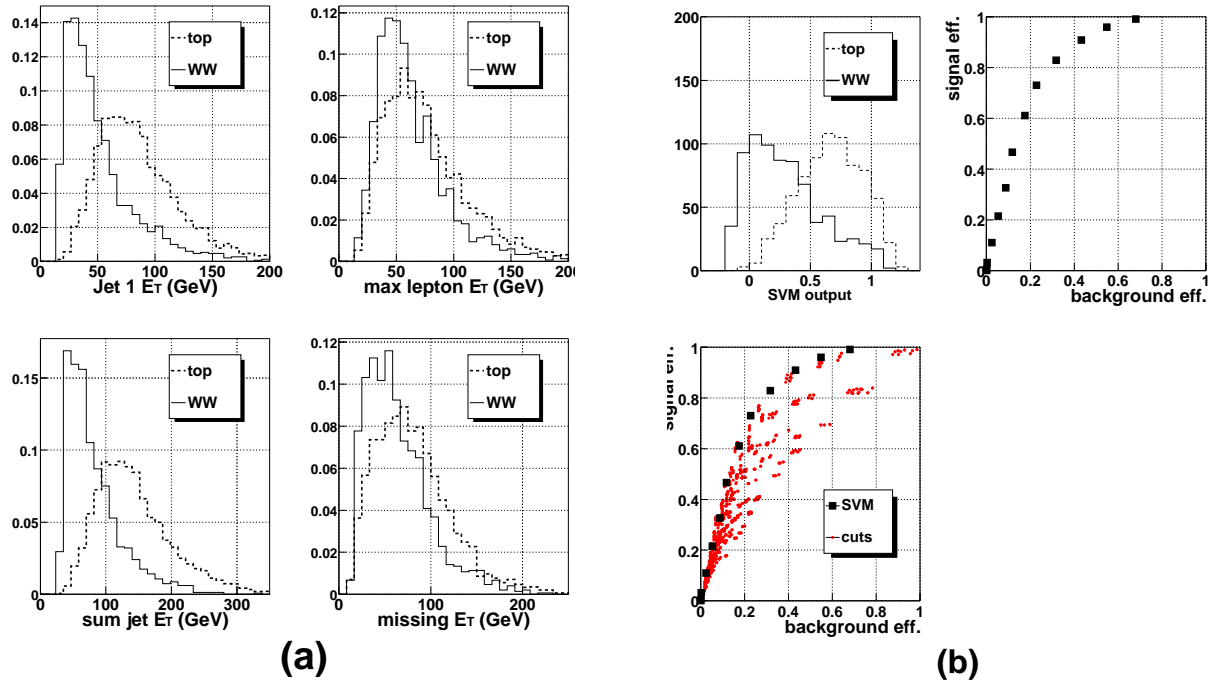 0.14
0.12
0.1
0.08
0.06
0.04
0.02
0
top
WW
0 50 100 150 200
Jet 1 ET (GeV)
0.12
0.1
0.08
0.06
0.04
0.02
0
top
WW
0 50 100 150 200
max lepton ET (GeV)
0.15
0.1
0.05
0
top
WW
0 100 200 300
sum jet ET (GeV)
0.12
0.1
0.08
0.06
0.04
0.02
0
top
WW
0 100 200
missing ET (GeV)
(a)
200
150
100
50
0
top
WW
0 0.5 1
SVM output
signal eff.
1
0.8
0.6
0.4
0.2
0
0 0.2 0.4 0.6 0.8 1
background eff.
signal eff.
1
0.8
0.6
0.4
0.2
0
SVM
cuts
0 0.2 0.4 0.6 0.8 1
background eff.
(b)